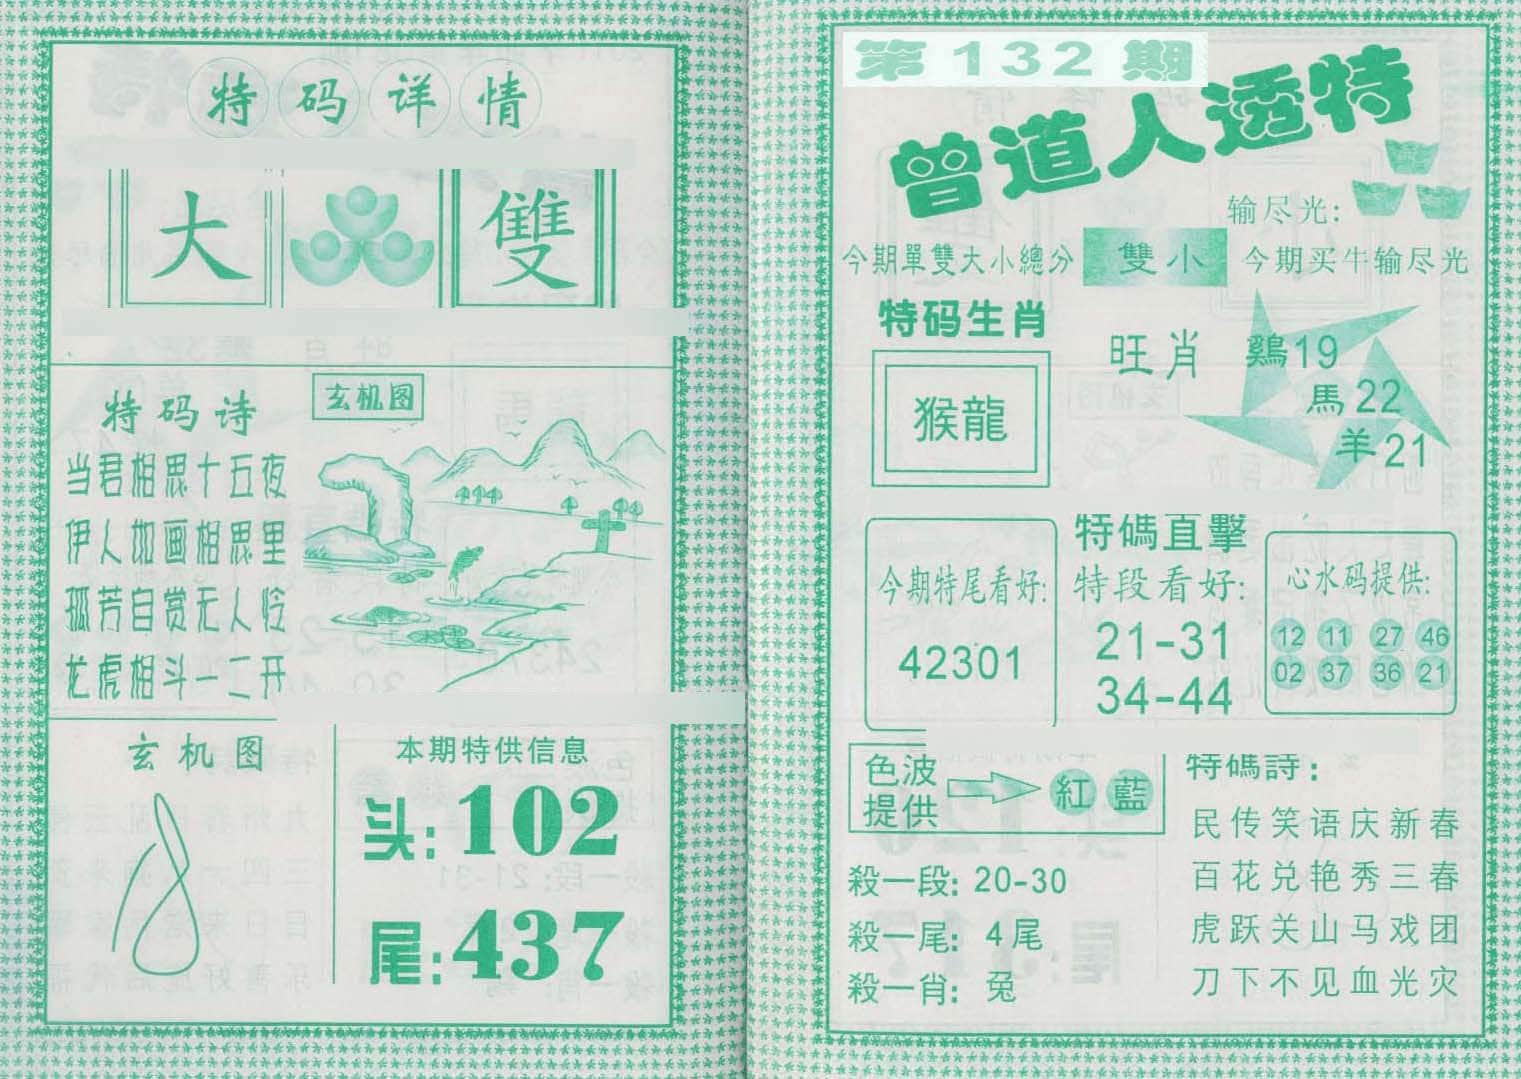 特码详情
大 雙
特码诗
当君相思十五夜
伊人如画相思里
孤芳自赏无人怜
龙虎相斗一二开
玄机图
玄机图
本期特供信息
头:102
尾:437
第132期
曾道人透特
输尽光:
今期單雙大小總分 雙小 今期买牛输尽光
特码生肖
猴龍
旺肖
鷄19
馬22
羊21
今期特尾看好:
42301
特碼直擊
特段看好:
21-31
34-44
心水码提供:
12 11 27 46
02 37 36 21
色波
提供
紅 藍
殺一段: 20-30
殺一尾: 4尾
殺一肖: 兔
特碼詩:
民传笑语庆新春
百花兑艳秀三春
虎跃关山马戏团
刀下不见血光灾